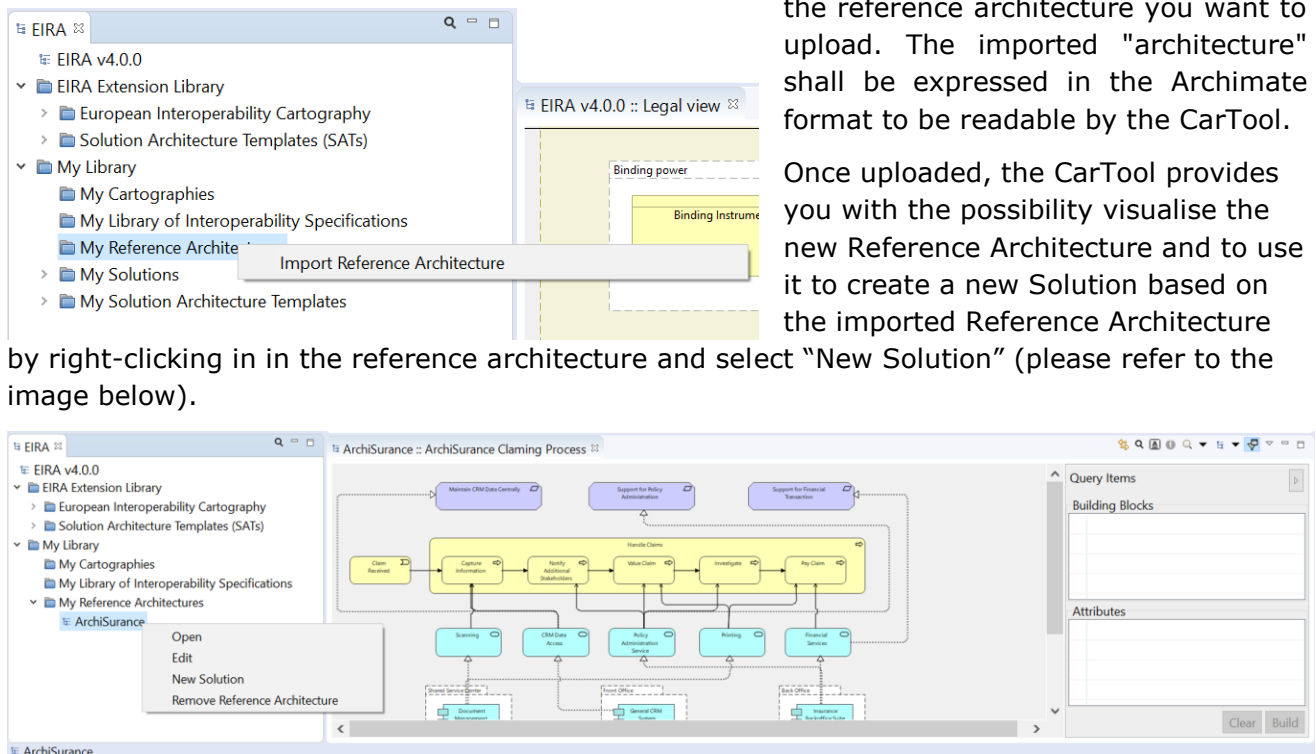 EIRA
EIRA v4.0.0
EIRA Extension Library
European Interoperability Cartography
Solution Architecture Templates (SATs)
My Library
My Cartographies
My Library of Interoperability Specifications
My Reference
Import Reference Architecture
My Solutions
My Solution Architecture Templates
EIRA v4.0.0 :: Legal view
Binding power
Binding
the reference architecture you want to
upload. The imported "architecture"
shall be expressed in the Archimate
format to be readable by the CarTool.
Once uploaded, the CarTool provides
you with the possibility visualise the
new Reference Architecture and to use
it to create a new Solution based on
the imported Reference Architecture
by right-clicking in in the reference architecture and select “New Solution” (please refer to the
image below).
EIRA
EIRA v4.0.0
EIRA Extension Library
European Interoperability Cartography
Solution Architecture Templates (SATs)
My Library
My Cartographies
My Library of Interoperability Specifications
My Reference Architectures
ArchiSurance
Open
Edit
New Solution
Remove Reference Architecture
ArchiSurance
ArchiSurance :: ArchiSurance Claming Process
Maintain CRM Data Centrally
Support for Policy
Administration
Support for Financial
Transaction
Handle Claims
Claim
Received
Capture
Information
Notify
Additional
Stakeholders
Value Claim
Investigate
Pay Claim
Scanning
CRM Data
Access
Policy
Administration
Service
Printing
Financial
Services
Shared Service Center
Front Office
Back Office
Document
Management
General CRM
System
Insurance
Backoffice Suite
Query Items
Building Blocks
Attributes
Clear
Build